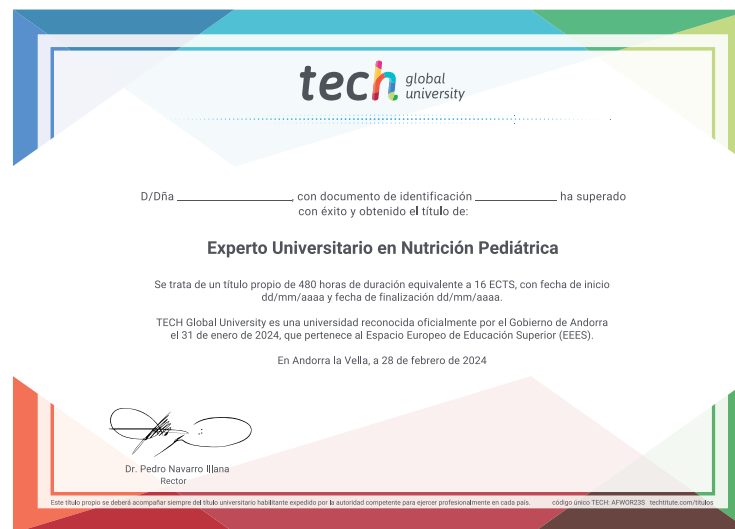 tech global university
D/Dña ____________________, con documento de identificación ______________ ha superado
con éxito y obtenido el título de:
Experto Universitario en Nutrición Pediátrica
Se trata de un título propio de 480 horas de duración equivalente a 16 ECTS, con fecha de inicio
dd/mm/aaaa y fecha de finalización dd/mm/aaaa.
TECH Global University es una universidad reconocida oficialmente por el Gobierno de Andorra
el 31 de enero de 2024, que pertenece al Espacio Europeo de Educación Superior (EEES).
En Andorra la Vella, a 28 de febrero de 2024
Dr. Pedro Navarro Illana
Rector
Este título propio se deberá acompañar siempre del título universitario habilitante expedido por la autoridad competente para ejercer profesionalmente en cada país. código único TECH: AFWOR23S techtitute.com/titulos